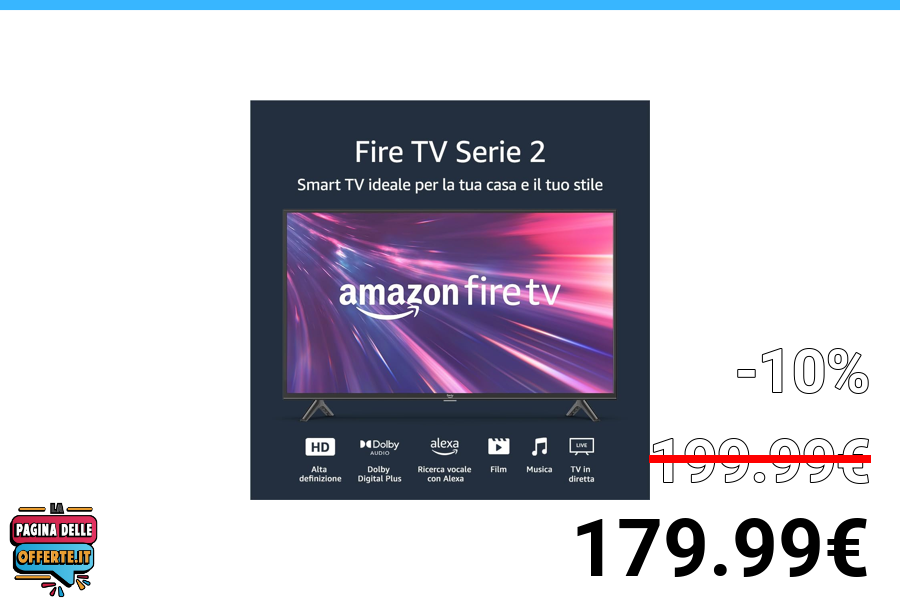 Fire TV Serie 2
Smart TV ideale per la tua casa e il tuo stile
amazon fire tv
HD
Dolby
AUDIO
alexa
LIVE
Alta
definizione
Dolby
Digital Plus
Ricerca vocale
con Alexa
Film
Musica
TV in
diretta
-10%
199.99€
179.99€
LA
PAGINA DELLE
OFFERTE.IT